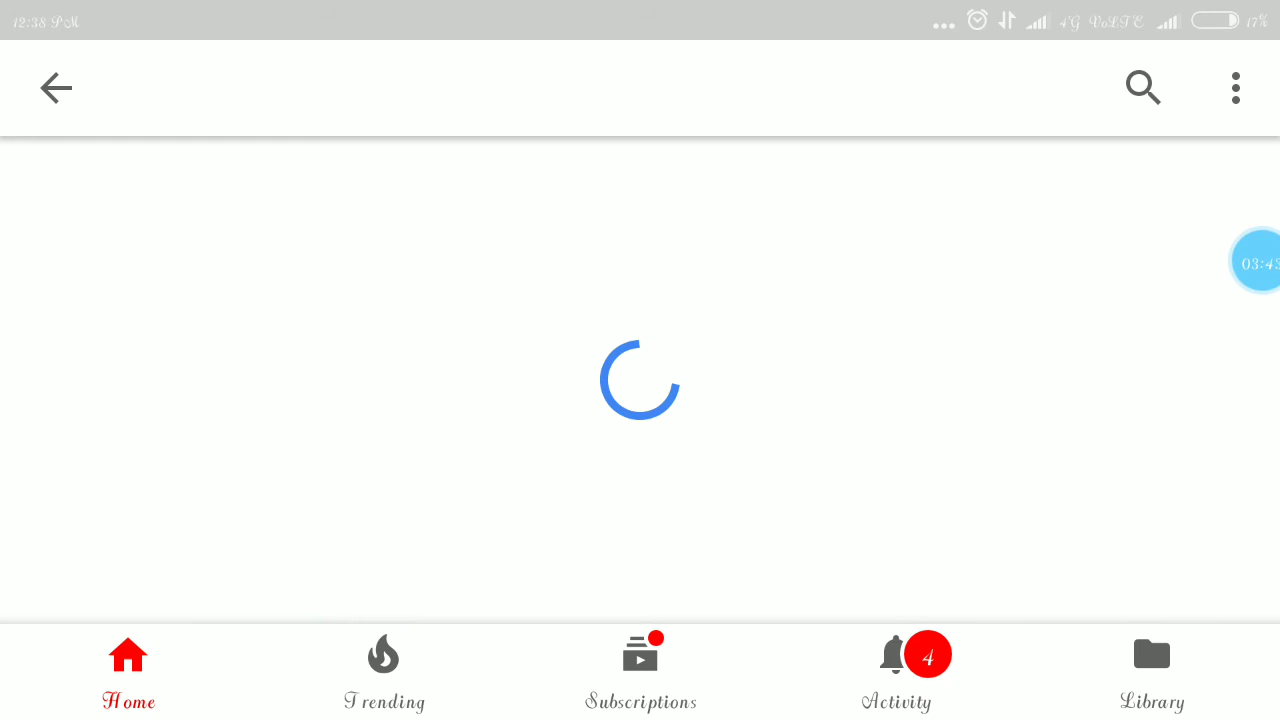 12:38 PM
... 4G VoLTE 17%
03:43
4
Home Trending Subscriptions Activity Library